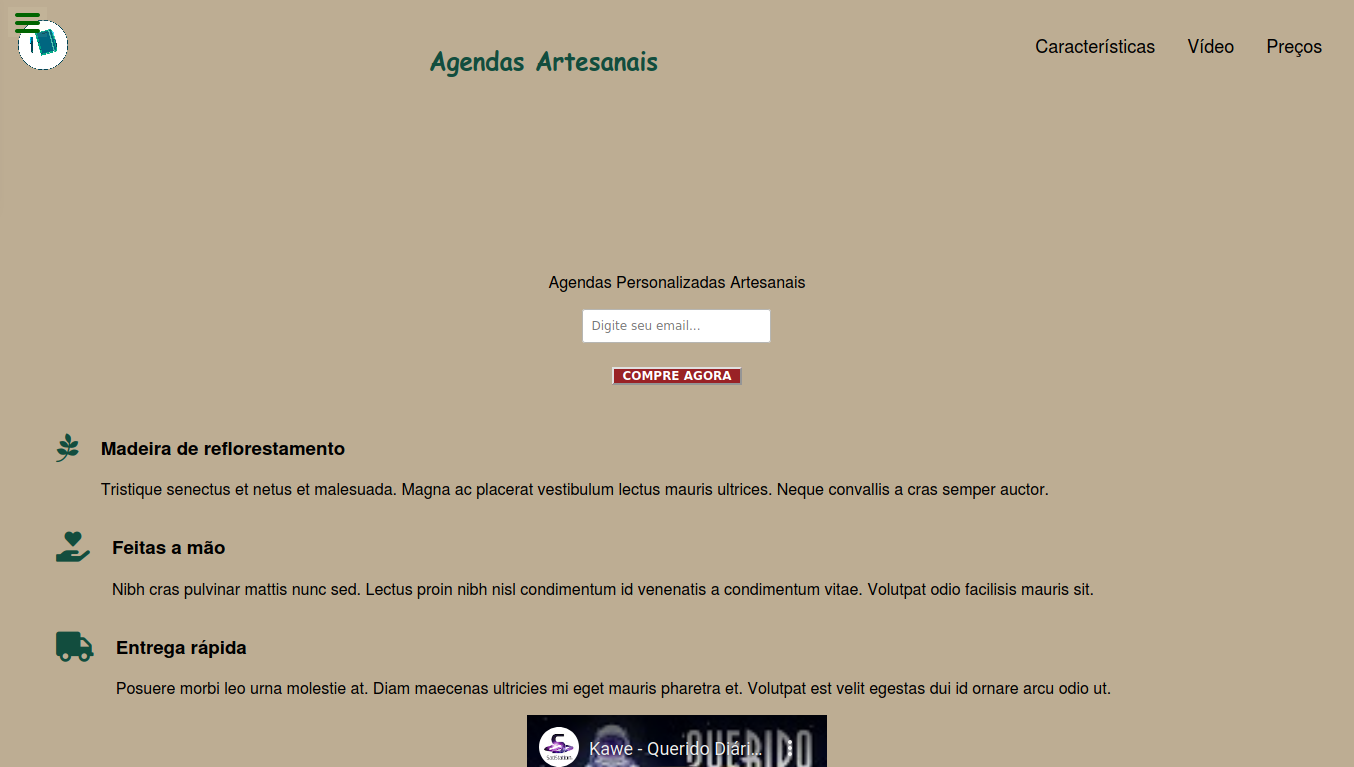 Agendas Artesanais
Características Vídeo Preços
Agendas Personalizadas Artesanais
Digite seu email...
COMPRE AGORA
Madeira de reflorestamento
Tristique senectus et netus et malesuada. Magna ac placerat vestibulum lectus mauris ultrices. Neque convallis a cras semper auctor.
Feitas a mão
Nibh cras pulvinar mattis nunc sed. Lectus proin nibh nisl condimentum id venenatis a condimentum vitae. Volutpat odio facilisis mauris sit.
Entrega rápida
Posuere morbi leo urna molestie at. Diam maecenas ultricies mi eget mauris pharetra et. Volutpat est velit egestas dui id ornare arcu odio ut.
Kawe - Querido Diári...
QUERIDO
SadStation